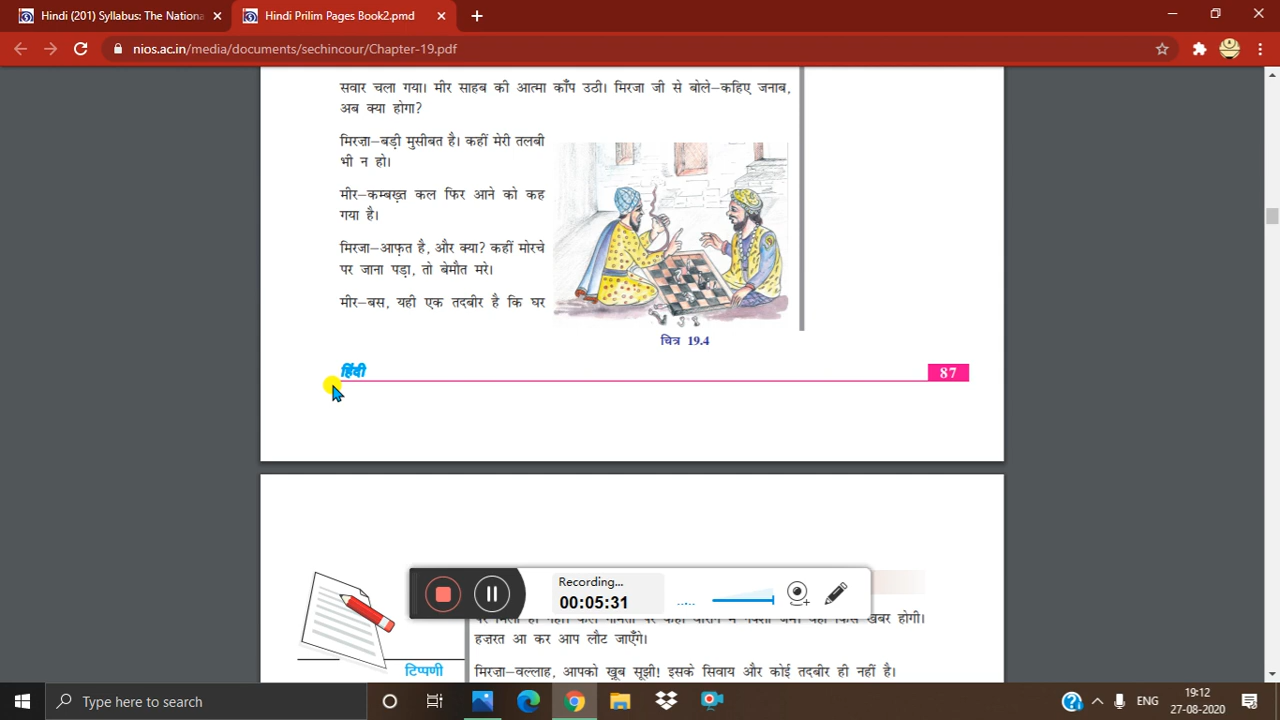 Hindi (201) Syllabus: The Nationa
Hindi Prilim Pages Book2.pmd
nios.ac.in/media/documents/sechincour/Chapter-19.pdf
सवार चला गया। मीर साहब की आत्मा काँप उठी। मिरजा जी से बोले–कहिए जनाब,
अब क्या होगा?
मिरज़ा–बड़ी मुसीबत है। कहीं मेरी तलबी
भी न हो।
मीर–कम्बख़्त कल फिर आने को कह
गया है।
मिरजा–आफ़त है, और क्या? कहीं मोरचे
पर जाना पड़ा, तो बेमौत मरे।
मीर–बस, यही एक तदबीर है कि घर
चित्र 19.4
हिंदी
87
Recording...
00:05:31
खबर होगी।
हज़रत आ कर आप लौट जाएँगे।
टिप्पणी
मिरज़ा–वल्लाह, आपको खूब सूझी! इसके सिवाय और कोई तदबीर ही नहीं है।
Type here to search
ENG
19:12
27-08-2020